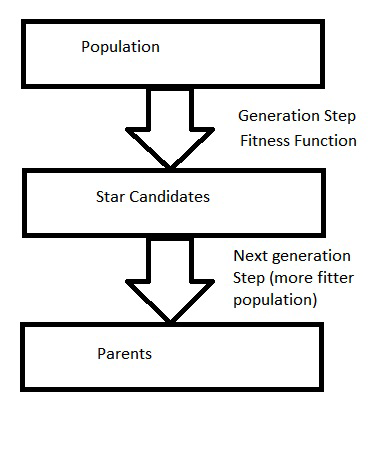 Population
Generation Step
Fitness Function
Star Candidates
Next generation
Step (more fitter
population)
Parents